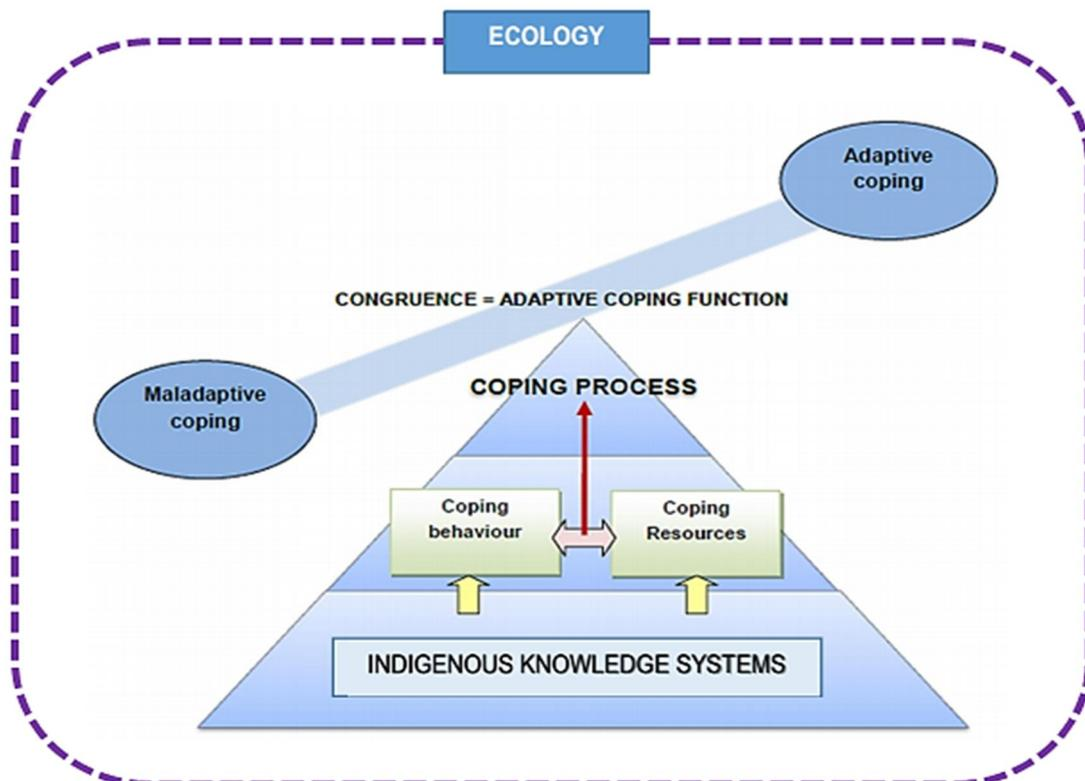 ECOLOGY
Adaptive
coping
CONGRUENCE = ADAPTIVE COPING FUNCTION
Maladaptive
coping
COPING PROCESS
Coping
behaviour
Coping
Resources
INDIGENOUS KNOWLEDGE SYSTEMS